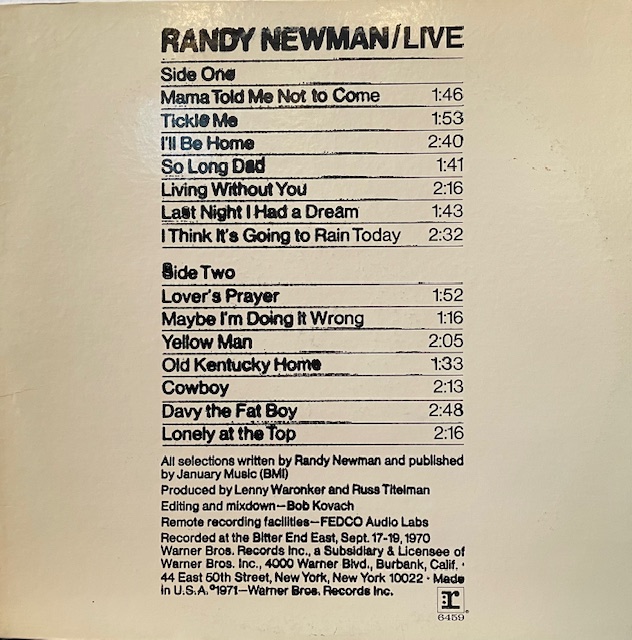 RANDY NEWMAN/LIVE
Side One
Mama Told Me Not to Come 1:46
Tickle Me 1:53
I'll Be Home 2:40
So Long Dad 1:41
Living Without You 2:16
Last Night I Had a Dream 1:43
I Think It's Going to Rain Today 2:32
Side Two
Lover's Prayer 1:52
Maybe I'm Doing It Wrong 1:16
Yellow Man 2:05
Old Kentucky Home 1:33
Cowboy 2:13
Davy the Fat Boy 2:48
Lonely at the Top 2:16
All selections written by Randy Newman and published
by January Music (BMI)
Produced by Lenny Waronker and Russ Titelman
Editing and mixdown—Bob Kovach
Remote recording facilities—FEDCO Audio Labs
Recorded at the Bitter End East, Sept. 17-19, 1970
Warner Bros. Records Inc., a Subsidiary & Licensee of
Warner Bros. Inc., 4000 Warner Blvd., Burbank, Calif. •
44 East 50th Street, New York, New York 10022 • Made
in U.S.A. ©1971—Warner Bros. Records Inc.
r ®
6459